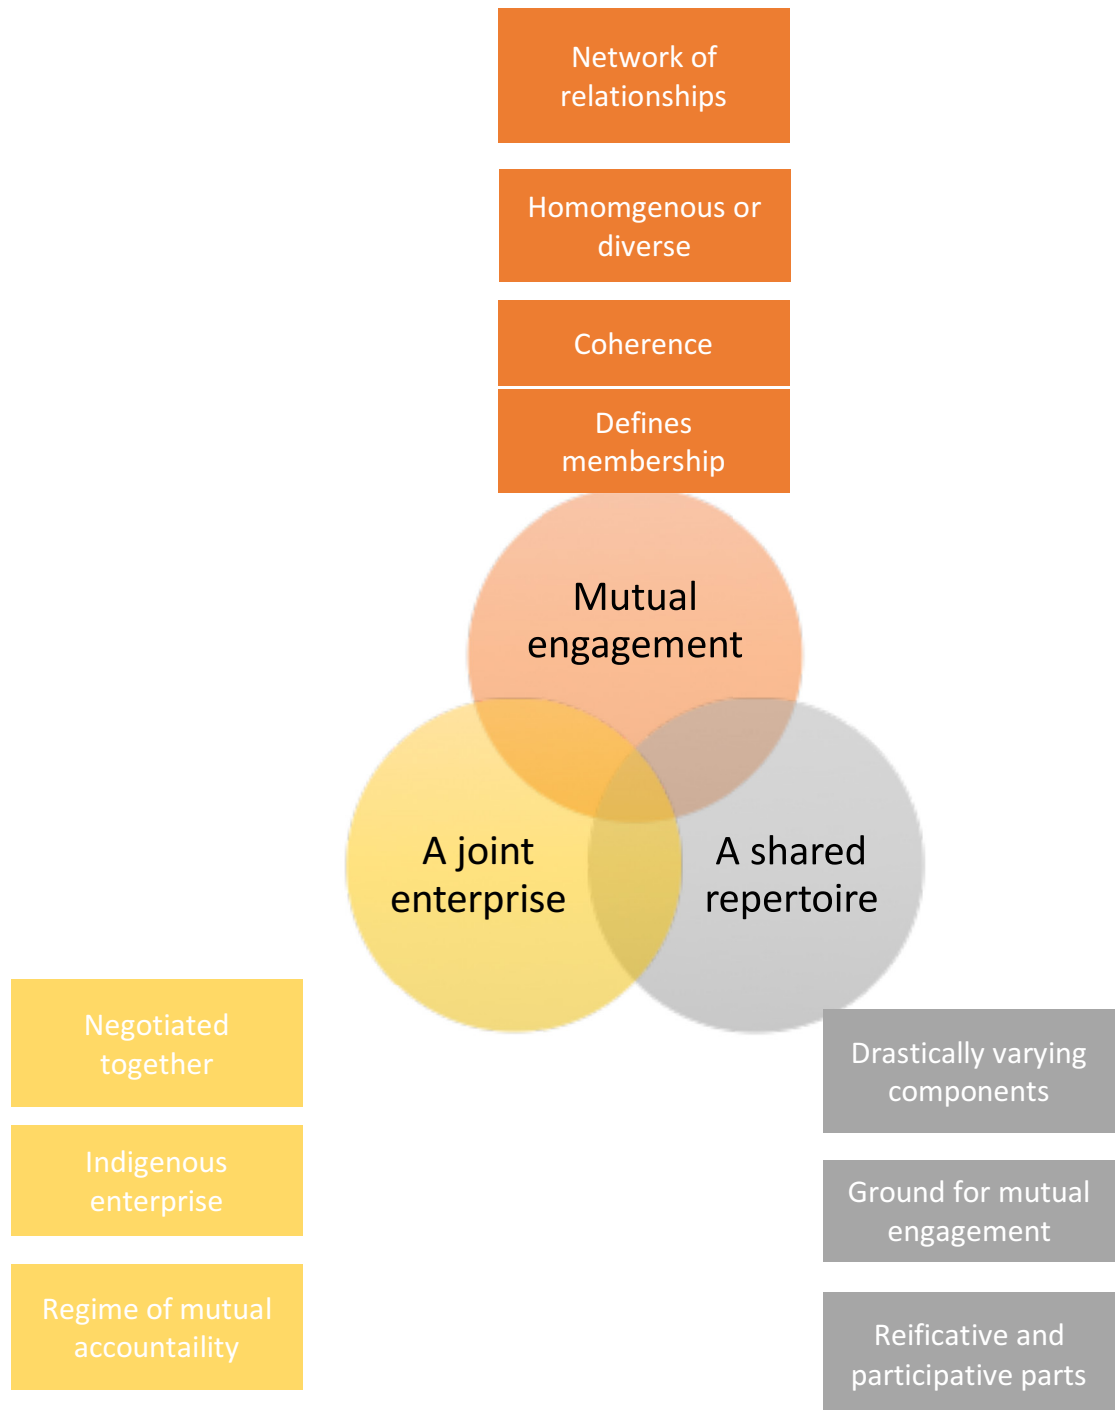 Network of
relationships
Homomgenous or
diverse
Coherence
Defines
membership
Mutual
engagement
A joint
enterprise
A shared
repertoire
Negotiated
together
Indigenous
enterprise
Regime of mutual
accountaility
Drastically varying
components
Ground for mutual
engagement
Reificative and
participative parts